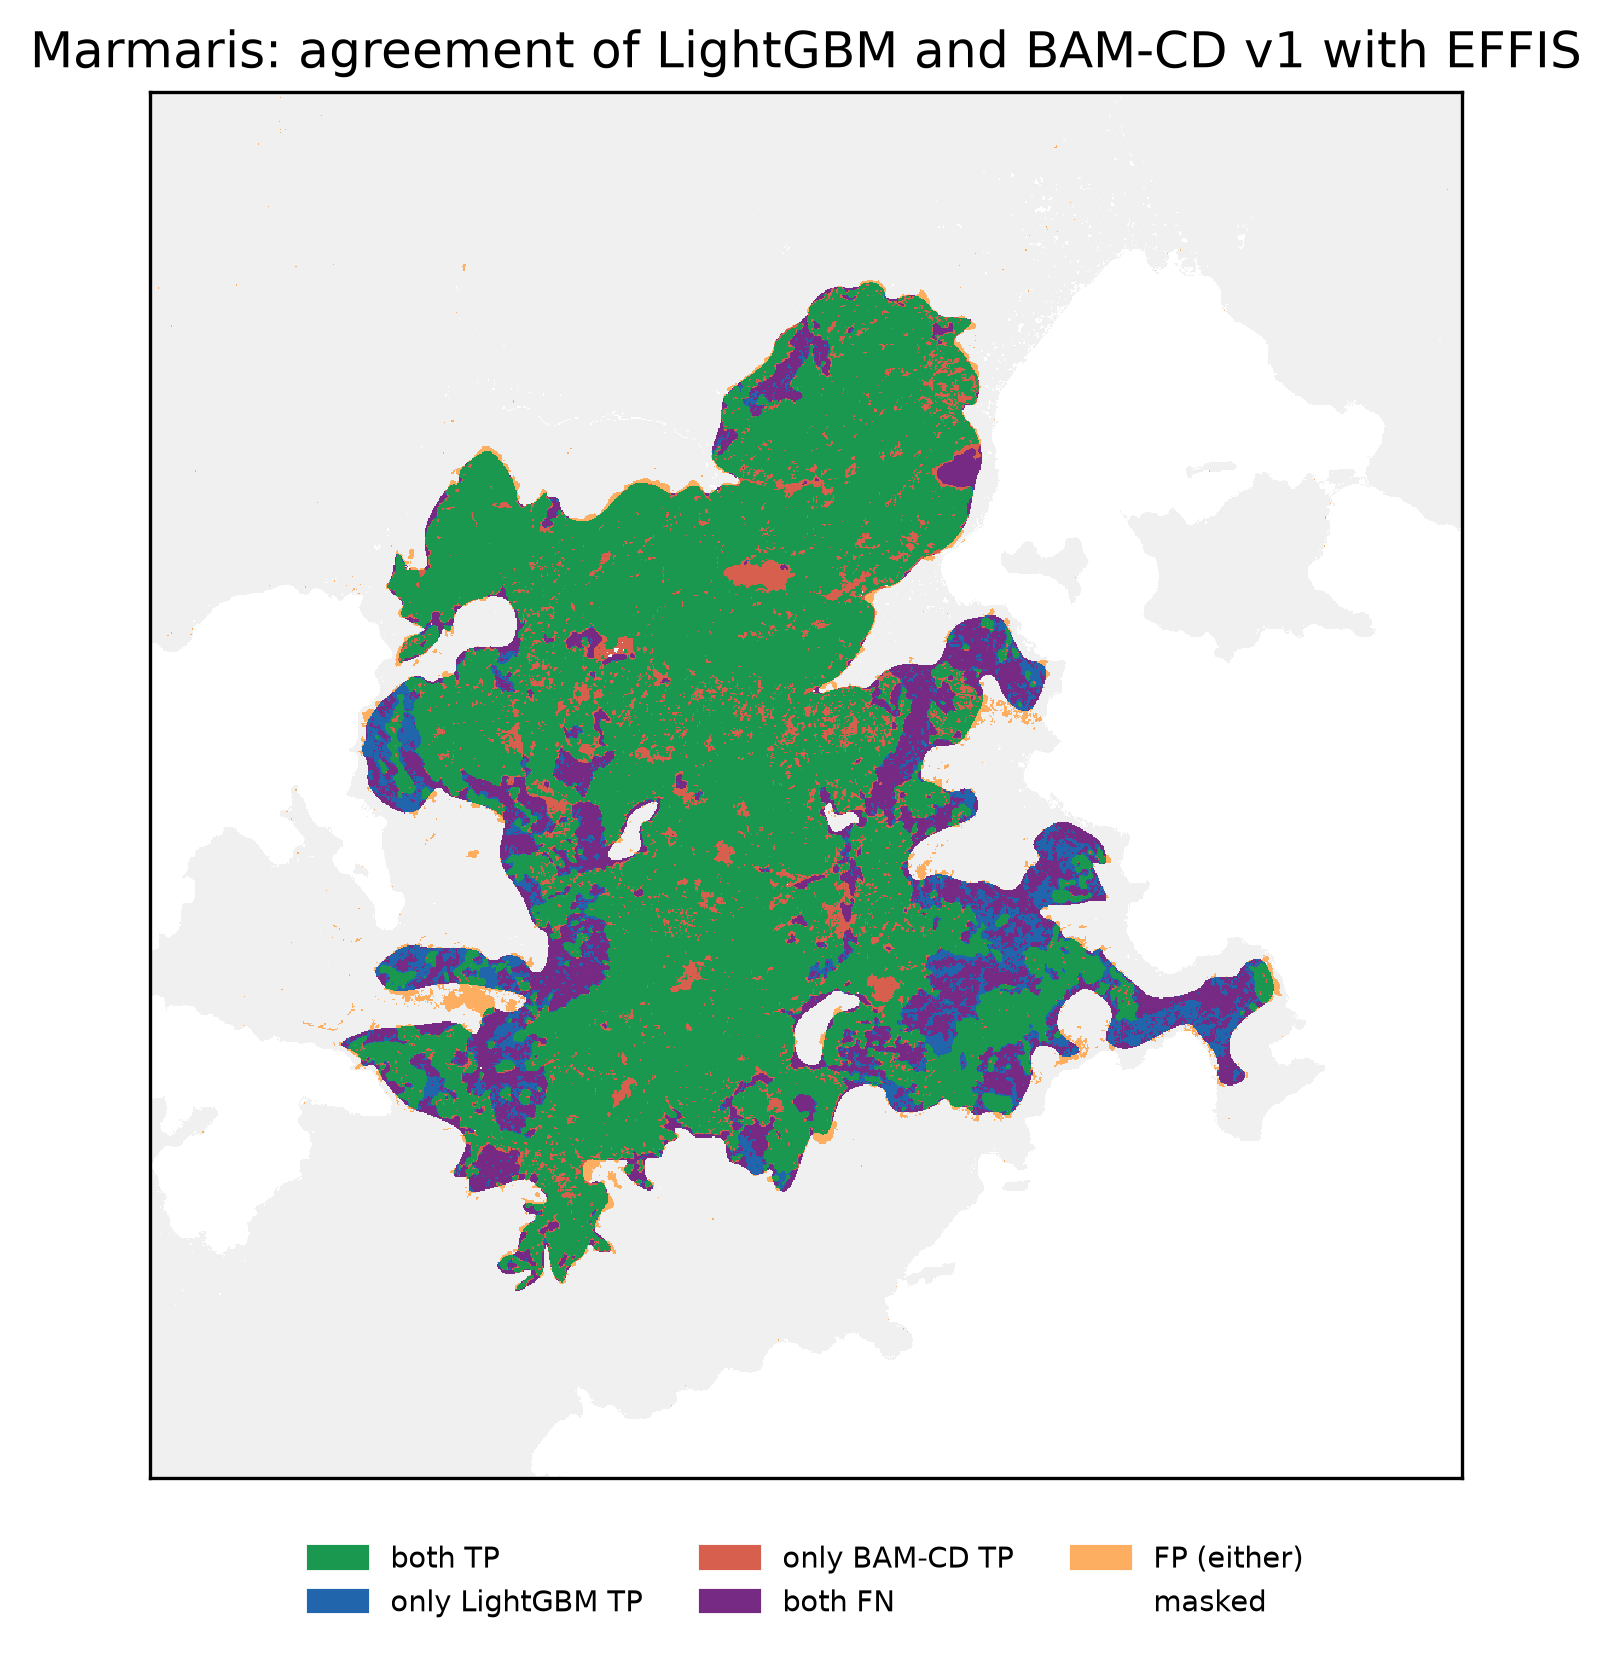 Marmaris: agreement of LightGBM and BAM-CD v1 with EFFIS
both TP
only LightGBM TP
only BAM-CD TP
both FN
FP (either)
masked